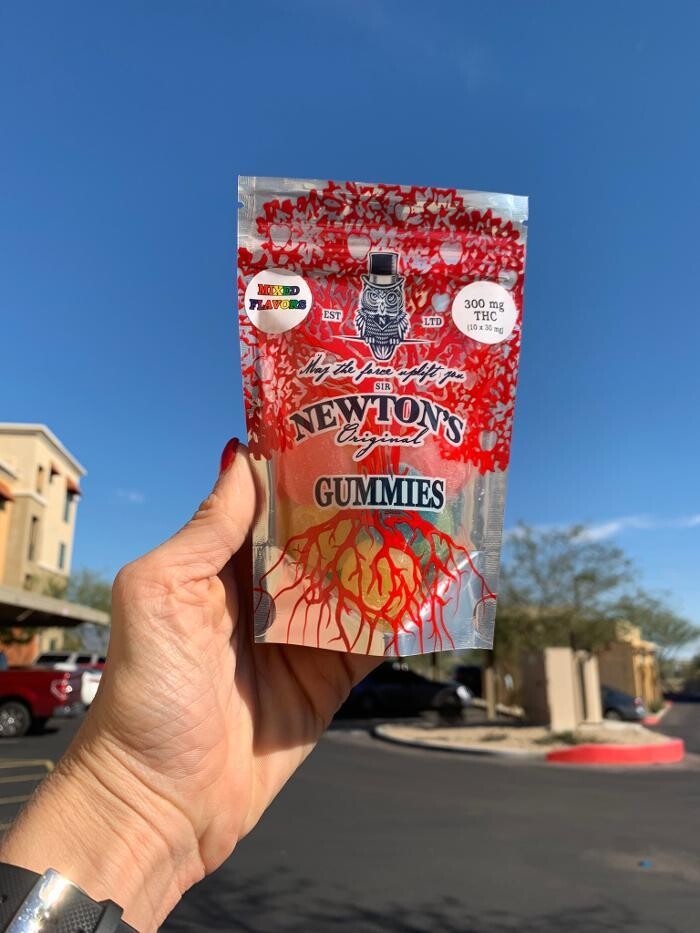 MIXED
FLAVORS
EST
N
LTD
300 mg
THC
(10 x 30 mg)
May the force uplift you
SIR
NEWTON'S
Original
GUMMIES